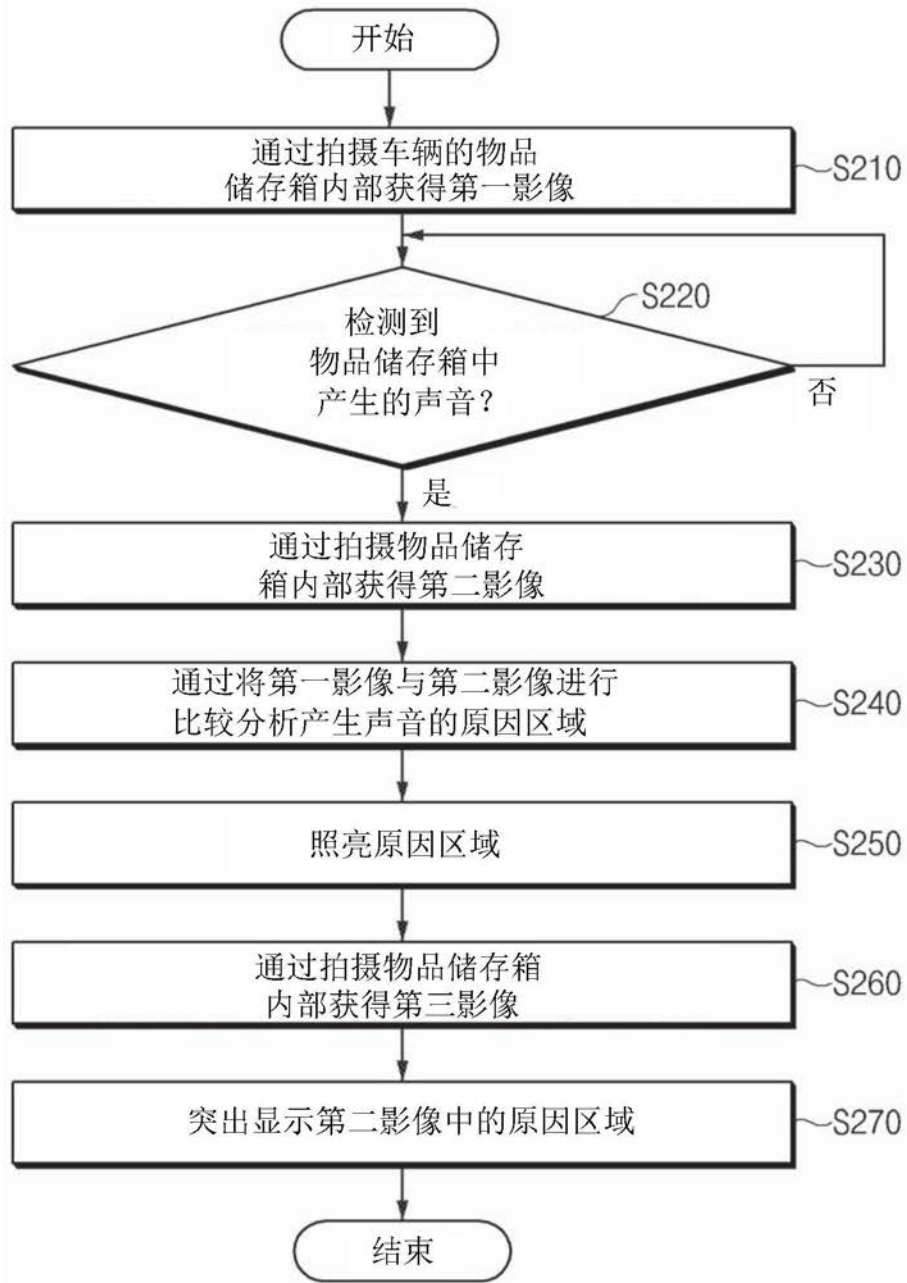 开始
通过拍摄车辆的物品
储存箱内部获得第一影像
S210
S220
检测到
物品储存箱中
产生的声音?
否
是
通过拍摄物品储存
箱内部获得第二影像
S230
通过将第一影像与第二影像进行
比较分析产生声音的原因区域
S240
照亮原因区域
S250
通过拍摄物品储存箱
内部获得第三影像
S260
突出显示第二影像中的原因区域
S270
结束